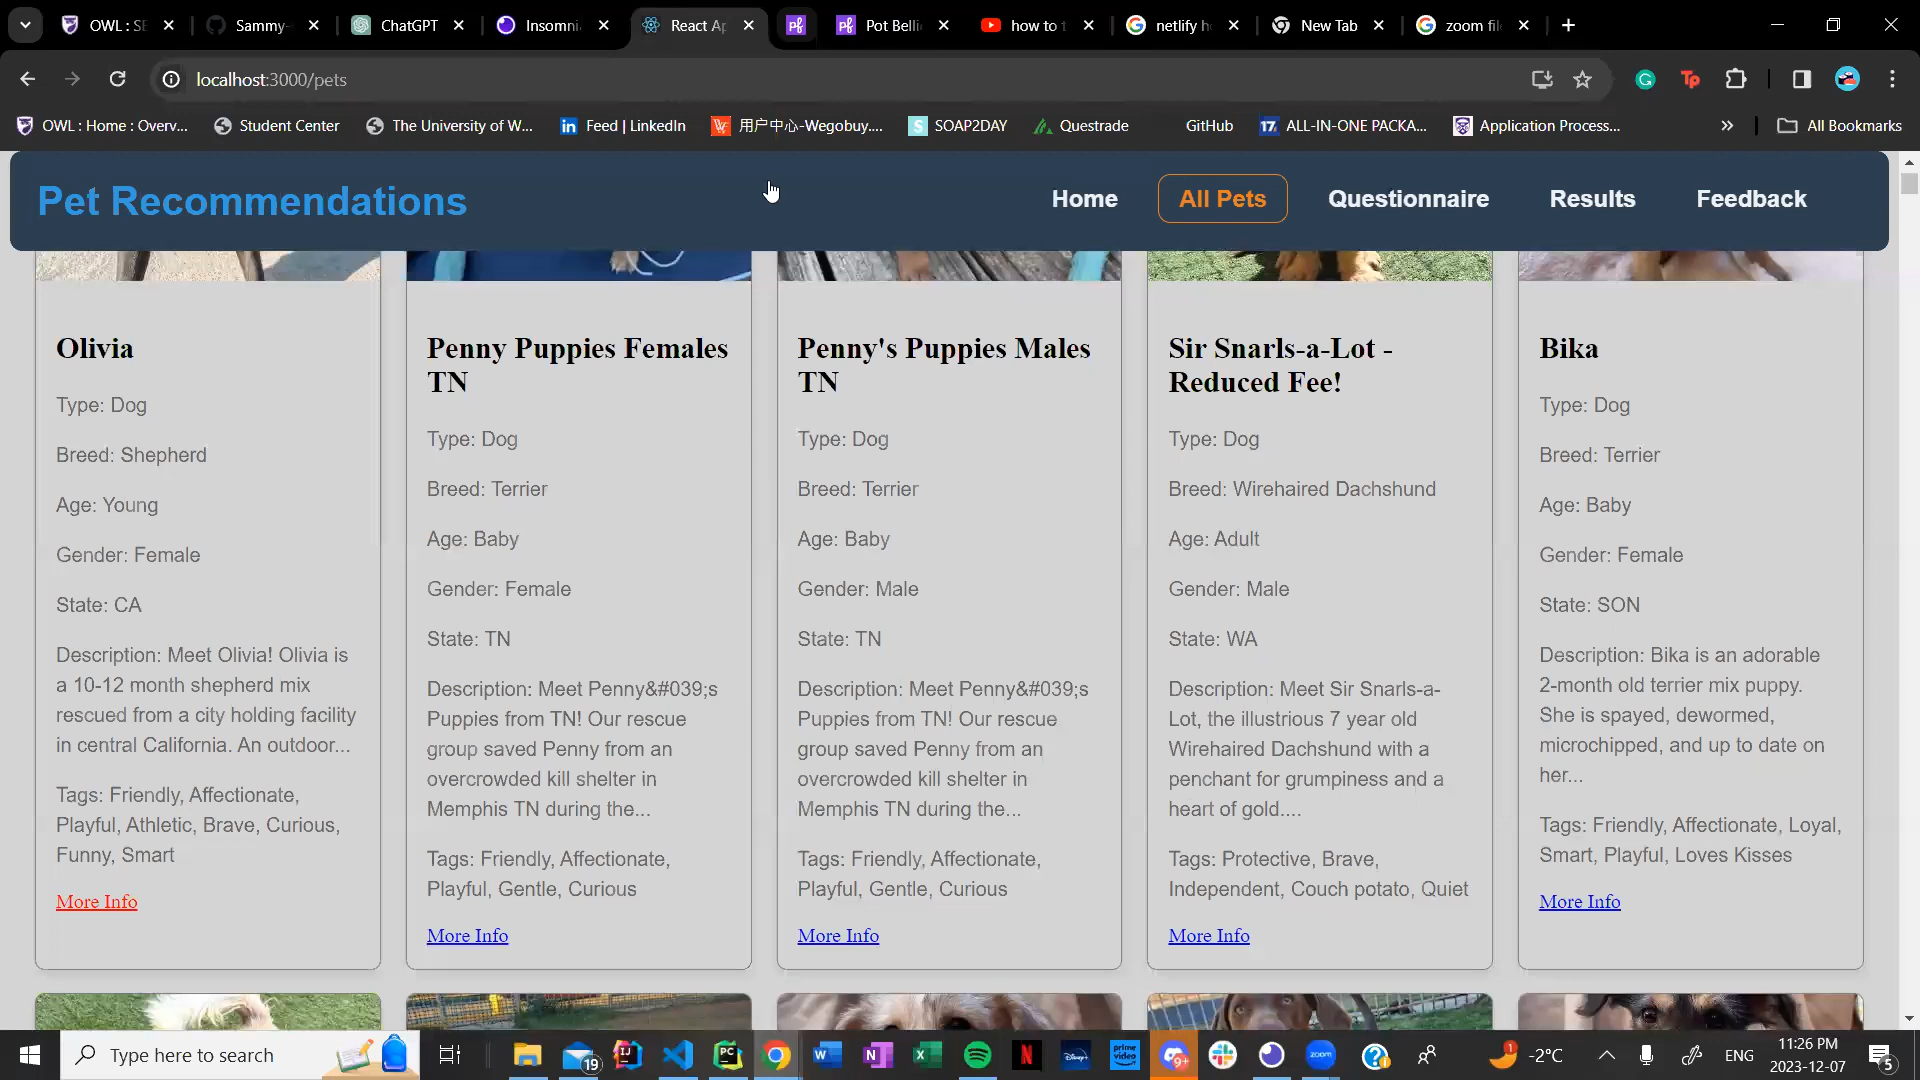 OWL : SE
Sammy-
ChatGPT
Insomni
React Ap
Pot Belli
how to t
netlify h
New Tab
zoom fil
localhost:3000/pets
OWL : Home : Overv...
Student Center
The University of W...
Feed | LinkedIn
用户中心-Wegobuy....
SOAP2DAY
Questrade
GitHub
ALL-IN-ONE PACKA...
Application Process...
All Bookmarks
Pet Recommendations
Home
All Pets
Questionnaire
Results
Feedback
Olivia
Type: Dog
Breed: Shepherd
Age: Young
Gender: Female
State: CA
Description: Meet Olivia! Olivia is
a 10-12 month shepherd mix
rescued from a city holding facility
in central California. An outdoor...
Tags: Friendly, Affectionate,
Playful, Athletic, Brave, Curious,
Funny, Smart
More Info
Penny Puppies Females
TN
Type: Dog
Breed: Terrier
Age: Baby
Gender: Female
State: TN
Description: Meet Penny&#039;s
Puppies from TN! Our rescue
group saved Penny from an
overcrowded kill shelter in
Memphis TN during the...
Tags: Friendly, Affectionate,
Playful, Gentle, Curious
More Info
Penny's Puppies Males
TN
Type: Dog
Breed: Terrier
Age: Baby
Gender: Male
State: TN
Description: Meet Penny&#039;s
Puppies from TN! Our rescue
group saved Penny from an
overcrowded kill shelter in
Memphis TN during the...
Tags: Friendly, Affectionate,
Playful, Gentle, Curious
More Info
Sir Snarls-a-Lot -
Reduced Fee!
Type: Dog
Breed: Wirehaired Dachshund
Age: Adult
Gender: Male
State: WA
Description: Meet Sir Snarls-a-
Lot, the illustrious 7 year old
Wirehaired Dachshund with a
penchant for grumpiness and a
heart of gold....
Tags: Protective, Brave,
Independent, Couch potato, Quiet
More Info
Bika
Type: Dog
Breed: Terrier
Age: Baby
Gender: Female
State: SON
Description: Bika is an adorable
2-month old terrier mix puppy.
She is spayed, dewormed,
microchipped, and up to date on
her...
Tags: Friendly, Affectionate, Loyal,
Smart, Playful, Loves Kisses
More Info
Type here to search
19
9+
-2°C
ENG
11:26 PM
2023-12-07
5